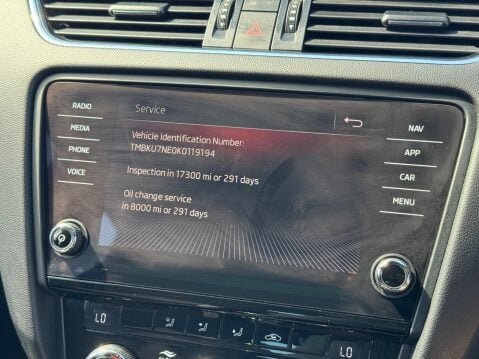 RADIO
MEDIA
PHONE
VOICE
Service
Vehicle Identification Number:
TMBKU7NE0K0119194
Inspection in 17300 mi or 291 days
Oil change service
in 8000 mi or 291 days
NAV
APP
CAR
MENU
LO
LO